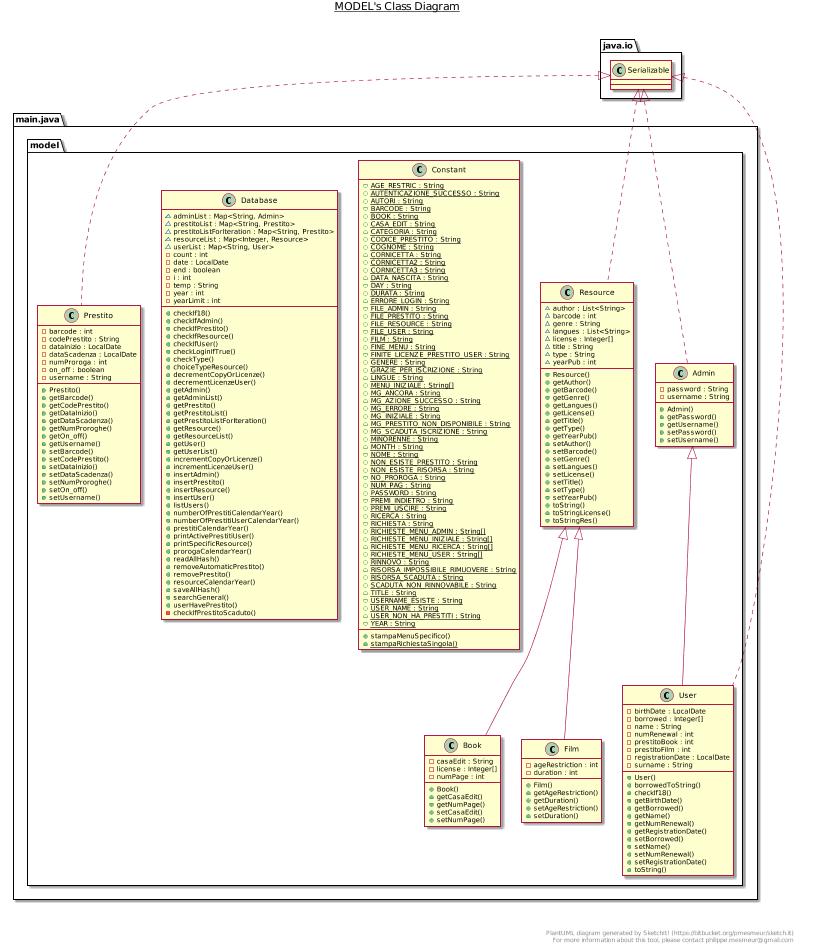 MODEL's Class Diagram
java.io
Serializable
main.java
model
Prestito
barcode : int
codePrestito : String
dataInizio : LocalDate
dataScadenza : LocalDate
numProroga : int
on_off : boolean
username : String
Prestito()
getBarcode()
getCodePrestito()
getDataInizio()
getDataScadenza()
getNumProroghe()
getOn_off()
getUsername()
setBarcode()
setCodePrestito()
setDataInizio()
setDataScadenza()
setNumProroghe()
setOn_off()
setUsername()
Database
adminList : Map<String, Admin>
prestitoList : Map<String, Prestito>
prestitoListForIteration : Map<String, Prestito>
resourceList : Map<Integer, Resource>
userList : Map<String, User>
count : int
date : LocalDate
end : boolean
i : int
temp : String
year : int
yearLimit : int
checkIf18()
checkIfAdmin()
checkIfPrestito()
checkIfResource()
checkIfUser()
checkLoginIfTrue()
checkType()
choiceTypeResource()
decrementCopyOrLicenze()
decrementLicenzeUser()
getAdmin()
getAdminList()
getPrestito()
getPrestitoList()
getPrestitoListForIteration()
getResource()
getResourceList()
getUser()
getUserList()
incrementCopyOrLicenze()
incrementLicenzeUser()
insertAdmin()
insertPrestito()
insertResource()
insertUser()
listUsers()
numberOfPrestitiCalendarYear()
numberOfPrestitiUserCalendarYear()
prestitiCalendarYear()
printActivePrestitiUser()
printSpecificResource()
prorogaCalendarYear()
readAllHash()
removeAutomaticPrestito()
removePrestito()
resourceCalendarYear()
saveAllHash()
searchGeneral()
userHavePrestito()
checkIfPrestitoScaduto()
Constant
AGE_RESTRIC : String
AUTENTICAZIONE_SUCCESSO : String
AUTORI : String
BARCODE : String
BOOK : String
CASA_EDIT : String
CATEGORIA : String
CODICE_PRESTITO : String
COGNOME : String
CORNICETTA : String
CORNICETTA2 : String
CORNICETTA3 : String
DATA_NASCITA : String
DAY : String
DURATA : String
ERRORE_LOGIN : String
FILE_ADMIN : String
FILE_PRESTITO : String
FILE_RESOURCE : String
FILE_USER : String
FILM : String
FINE_MENU : String
FINITE_LICENZE_PRESTITO_USER : String
GENERE : String
GRAZIE_PER_ISCRIZIONE : String
LINGUE : String
MENU_INIZIALE : String[]
MG_ANCORA : String
MG_AZIONE_SUCCESSO : String
MG_ERRORE : String
MG_INIZIALE : String
MG_PRESTITO_NON_DISPONIBILE : String
MG_SCADUTA_ISCRIZIONE : String
MINORENNE : String
MONTH : String
NOME : String
NON_ESISTE_PRESTITO : String
NON_ESISTE_RISORSA : String
NO_PROROGA : String
NUM_PAG : String
PASSWORD : String
PREMI_INDIETRO : String
PREMI_USCIRE : String
RICERCA : String
RICHIESTA : String
RICHIESTE_MENU_ADMIN : String[]
RICHIESTE_MENU_INIZIALE : String[]
RICHIESTE_MENU_RICERCA : String[]
RICHIESTE_MENU_USER : String[]
RINNOVO : String
RISORSA_IMPOSSIBILE_RIMUOVERE : String
RISORSA_SCADUTA : String
SCADUTA_NON_RINNOVABILE : String
TITLE : String
USERNAME_ESISTE : String
USER_NAME : String
USER_NON_HA_PRESTITI : String
YEAR : String
stampaMenuSpecifico()
stampaRichiestaSingola()
Resource
author : List<String>
barcode : int
genre : String
langues : List<String>
license : Integer[]
title : String
type : String
yearPub : int
Resource()
getAuthor()
getBarcode()
getGenre()
getLangues()
getLicense()
getTitle()
getType()
getYearPub()
setAuthor()
setBarcode()
setGenre()
setLangues()
setLicense()
setTitle()
setType()
setYearPub()
toString()
toStringLicense()
toStringRes()
Admin
password : String
username : String
Admin()
getPassword()
getUsername()
setPassword()
setUsername()
Book
casaEdit : String
license : Integer[]
numPage : int
Book()
getCasaEdit()
getNumPage()
setCasaEdit()
setNumPage()
Film
ageRestriction : int
duration : int
Film()
getAgeRestriction()
getDuration()
setAgeRestriction()
setDuration()
User
birthDate : LocalDate
borrowed : Integer[]
name : String
numRenewal : int
prestitoBook : int
prestitoFilm : int
registrationDate : LocalDate
surname : String
User()
borrowedToString()
checkIf18()
getBirthDate()
getBorrowed()
getName()
getNumRenewal()
getRegistrationDate()
setBorrowed()
setName()
setNumRenewal()
setRegistrationDate()
toString()
PlantUML diagram generated by SketchIt! (https://bitbucket.org/pmesmeur/sketch.it)
For more information about this tool, please contact philippe.mesmeur@gmail.com